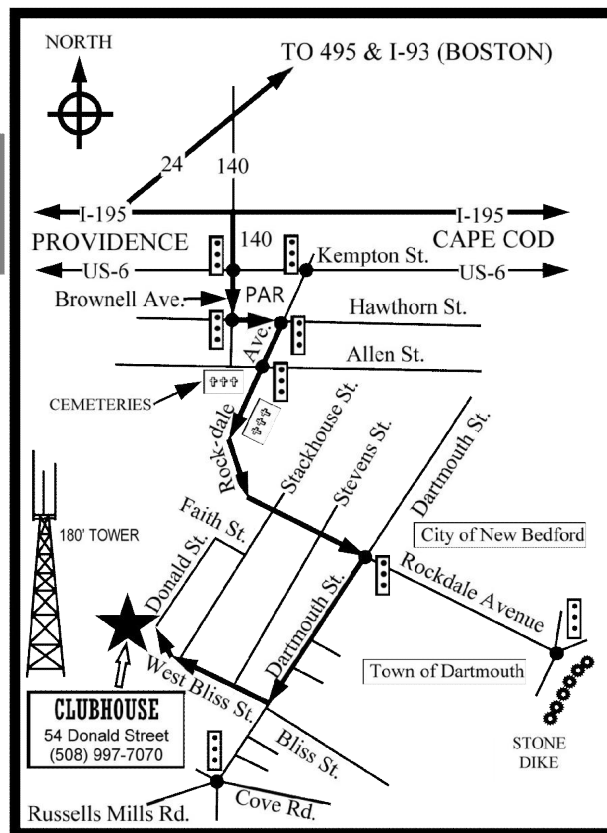 NORTH
TO 495 & I-93 (BOSTON)
24
140
I-195
I-195
PROVIDENCE
140
CAPE COD
Kempton St.
US-6
US-6
Brownell Ave.
PAR
Hawthorn St.
Ave.
Allen St.
CEMETERIES
Rock-dale
Stackhouse St.
Stevens St.
Dartmouth St.
180' TOWER
Faith St.
Donald St.
City of New Bedford
Rockdale Avenue
Dartmouth St.
Town of Dartmouth
West Bliss St.
CLUBHOUSE
54 Donald Street
(508) 997-7070
Bliss St.
STONE
DIKE
Russells Mills Rd.
Cove Rd.